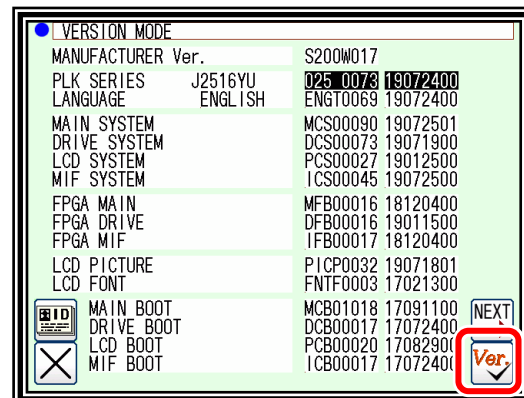 VERSION MODE
MANUFACTURER Ver. S200W017
PLK SERIES J2516YU 025 0073 19072400
LANGUAGE ENGLISH ENGT0069 19072400
MAIN SYSTEM MCS00090 19072501
DRIVE SYSTEM DCS00073 19071900
LCD SYSTEM PCS00027 19012500
MIF SYSTEM ICS00045 19072500
FPGA MAIN MFB00016 18120400
FPGA DRIVE DFB00016 19011500
FPGA MIF IFB00017 18120400
LCD PICTURE PICP0032 19071801
LCD FONT FNTF0003 17021300
ID MAIN BOOT MCB01018 17091100 NEXT
DRIVE BOOT DCB00017 17072400
LCD BOOT PCB00020 17082900 Ver.
MIF BOOT ICB00017 1707240